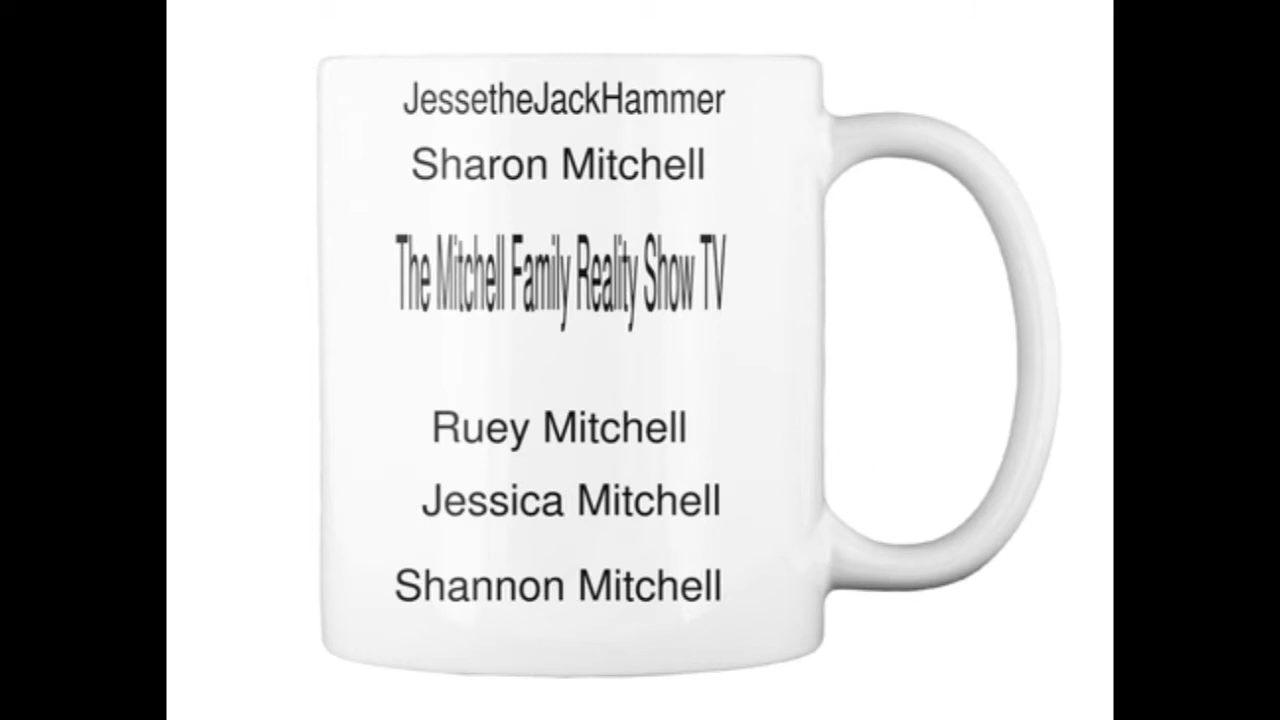 JessetheJackHammer
Sharon Mitchell
The Mitchell Family Reality Show TV
Ruey Mitchell
Jessica Mitchell
Shannon Mitchell